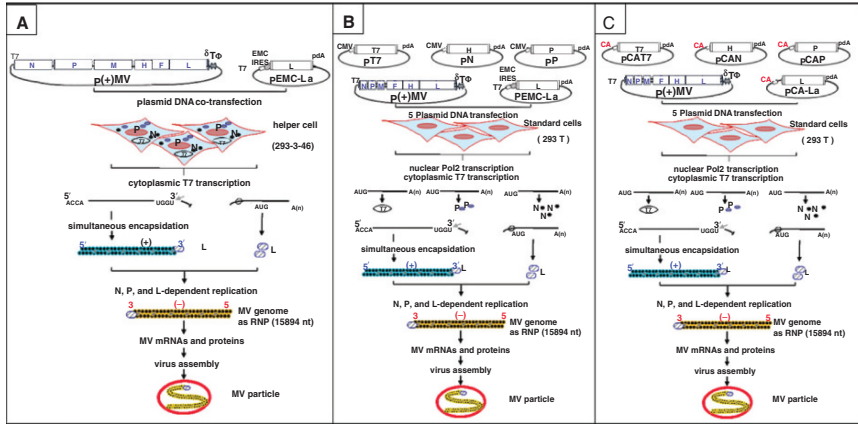 A
T7 N P M H F L δTΦ
p(+)MV
EMC
IRES
T7 L pdA
pEMC-La
plasmid DNA co-transfection
helper cell
(293-3-46)
P N
T7
cytoplasmic T7 transcription
5′ 3′
ACCA UGGU AUG A(n)
simultaneous encapsidation
5′ (+) 3′ L L
N, P, and L-dependent replication
3 (−) 5
MV genome
as RNP (15894 nt)
MV mRNAs and proteins
virus assembly
MV particle
B
CMV T7 pdA
pT7
CMV N pdA
pN
CMV P pdA
pP
T7 N P M F H L δTΦ
p(+)MV
EMC
IRES
T7 L pdA
PEMC-La
5 Plasmid DNA transfection
Standard cells
( 293 T )
nuclear Pol2 transcription
cytoplasmic T7 transcription
AUG A(n) AUG A(n) AUG A(n)
T7 P P N N N
5′ 3′
ACCA UGGU AUG A(n)
simultaneous encapsidation
5′ (+) 3′ L L
N, P, and L-dependent replication
3 (−) 5
MV genome
as RNP (15894 nt)
MV mRNAs and proteins
virus assembly
MV particle
C
CA T7 pdA
pCAT7
CA H pdA
pCAN
CA P pdA
pCAP
T7 N P M F H L δTΦ
p(+)MV
CA L pdA
pCA-La
5 Plasmid DNA transfection
Standard cells
( 293 T )
nuclear Pol2 transcription
cytoplasmic T7 transcription
AUG A(n) AUG A(n) AUG A(n)
T7 P P N N N
5′ 3′
ACCA UGGU AUG A(n)
simultaneous encapsidation
5′ (+) 3′ L L
N, P, and L-dependent replication
3 (−) 5
MV genome
as RNP (15894 nt)
MV mRNAs and proteins
virus assembly
MV particle